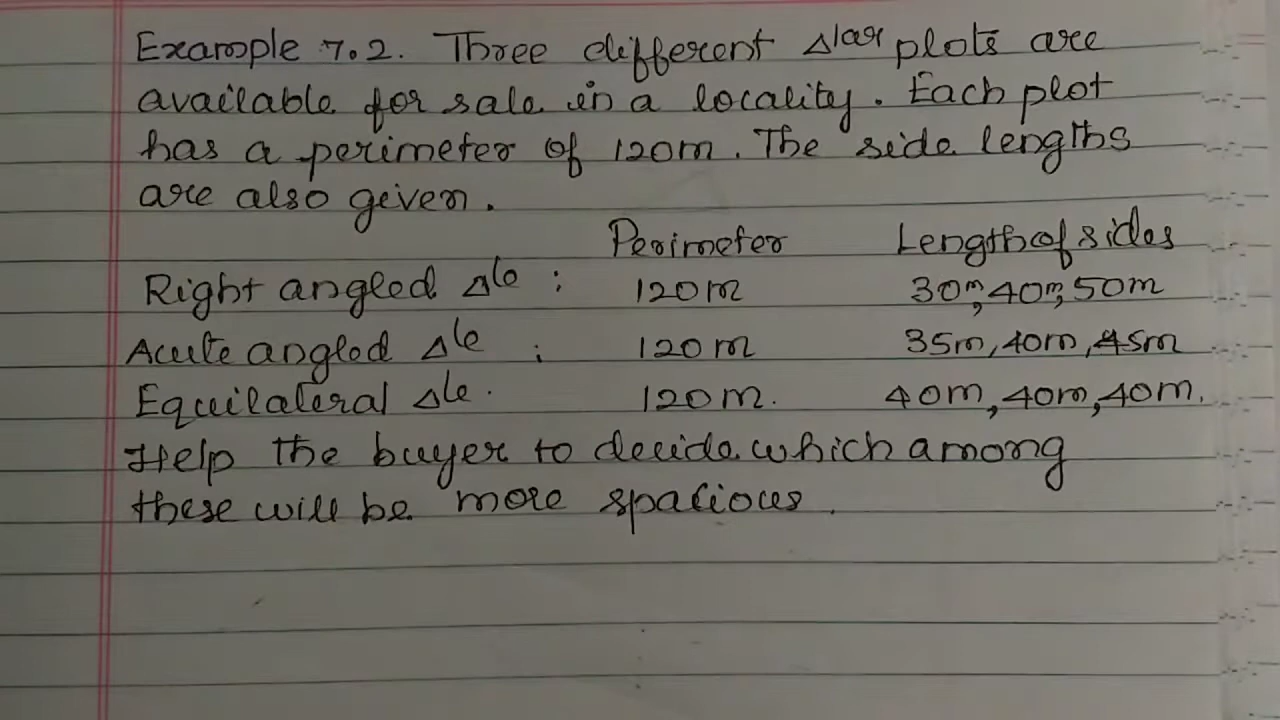 Example 7.2. Three different Δlar plots are
available for sale in a locality. Each plot
has a perimeter of 120m. The side lengths
are also given.
Perimeter Length of sides
Right angled Δle : 120m 30m, 40m, 50m
Acute angled Δle : 120m 35m, 40m, 45m
Equilateral Δle. 120m. 40m, 40m, 40m.
Help the buyer to decide which among
these will be more spacious.